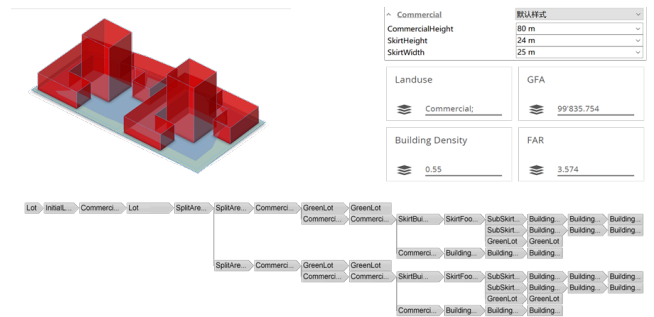 Commercial 默认样式
CommercialHeight 80 m
SkirtHeight 24 m
SkirtWidth 25 m
Landuse
Commercial;
GFA
99'835.754
Building Density
0.55
FAR
3.574
Lot InitialL... Commerci... Lot SplitAre... SplitAre... Commerci... GreenLot GreenLot
Commerci... Commerci... SkirtBui... SkirtFoo... SubSkirt... Building... Building... Building...
SubSkirt... Building... Building... Building...
GreenLot GreenLot
Commerci... Building... Building... Building...
SplitAre... Commerci... GreenLot GreenLot
Commerci... Commerci... SkirtBui... SkirtFoo... SubSkirt... Building... Building... Building...
SubSkirt... Building... Building... Building...
GreenLot GreenLot
Commerci... Building... Building... Building...